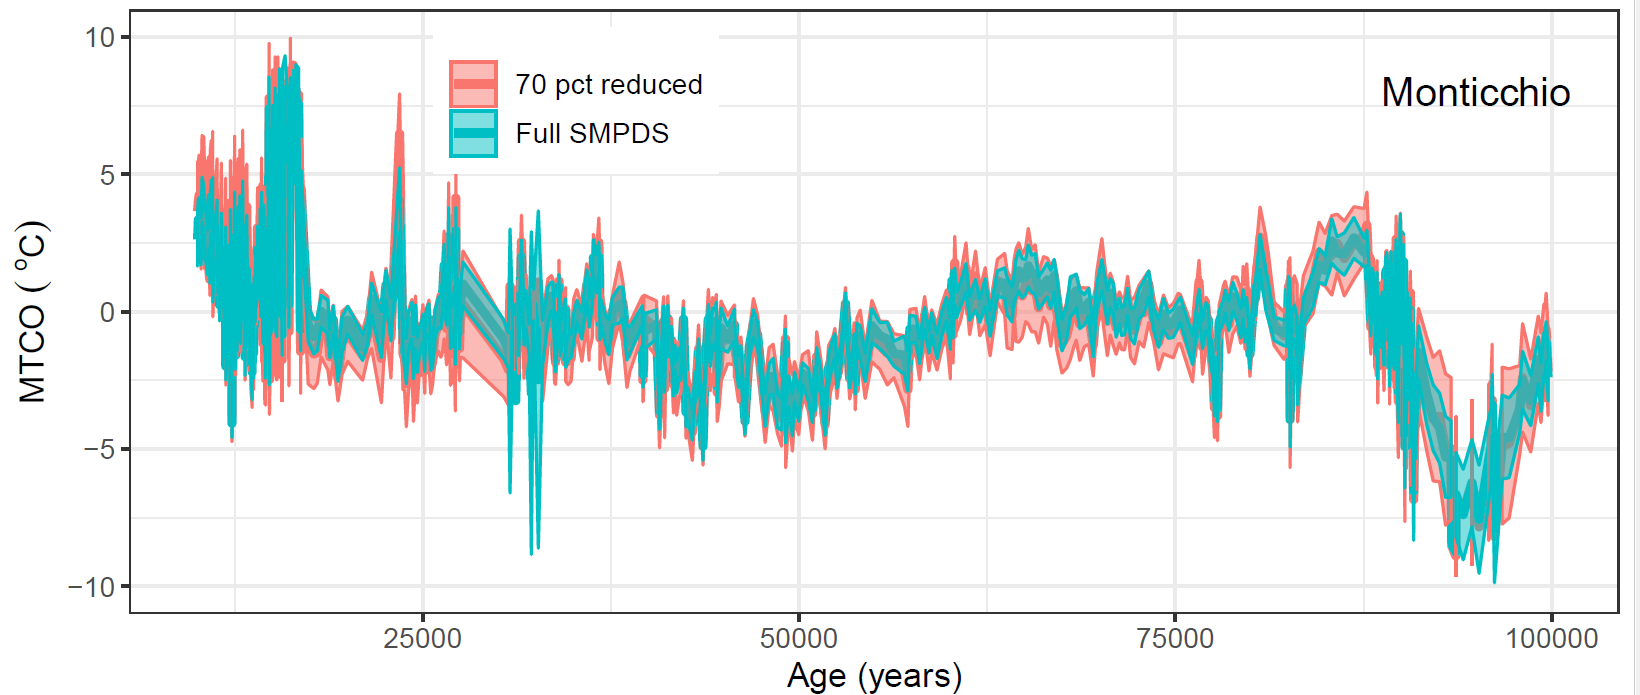 10
5
0
−5
−10
MTCO ( °C)
70 pct reduced
Full SMPDS
Monticchio
25000
50000
75000
100000
Age (years)